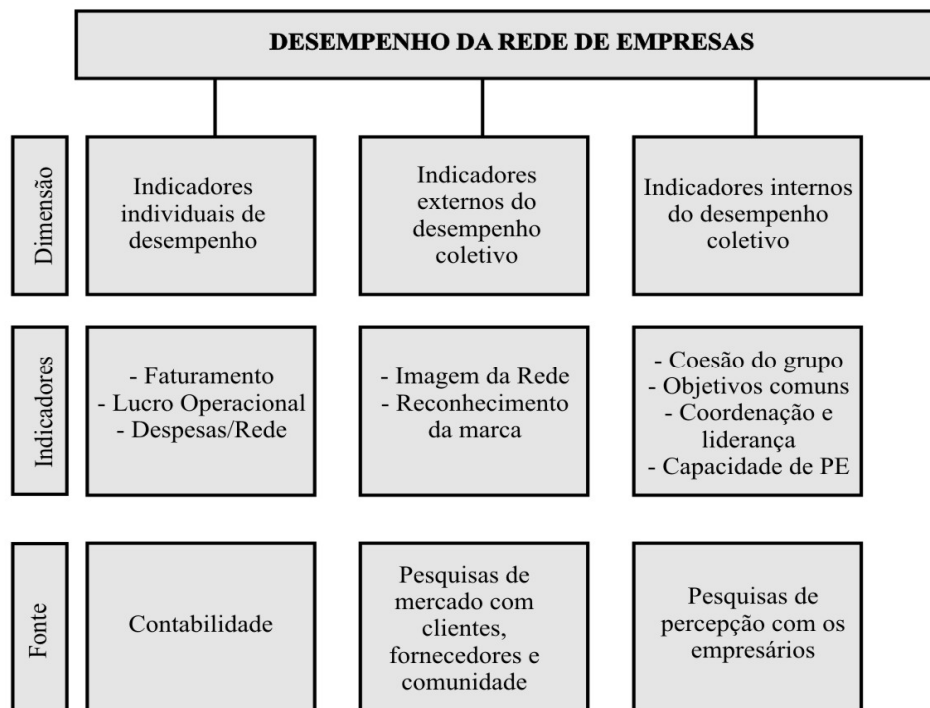 DESEMPENHO DA REDE DE EMPRESAS
Dimensão
Indicadores
individuais de
desempenho
Indicadores
externos do
desempenho
coletivo
Indicadores internos
do desempenho
coletivo
Indicadores
- Faturamento
- Lucro Operacional
- Despesas/Rede
- Imagem da Rede
- Reconhecimento
da marca
- Coesão do grupo
- Objetivos comuns
- Coordenação e
liderança
- Capacidade de PE
Fonte
Contabilidade
Pesquisas de
mercado com
clientes,
fornecedores e
comunidade
Pesquisas de
percepção com os
empresários